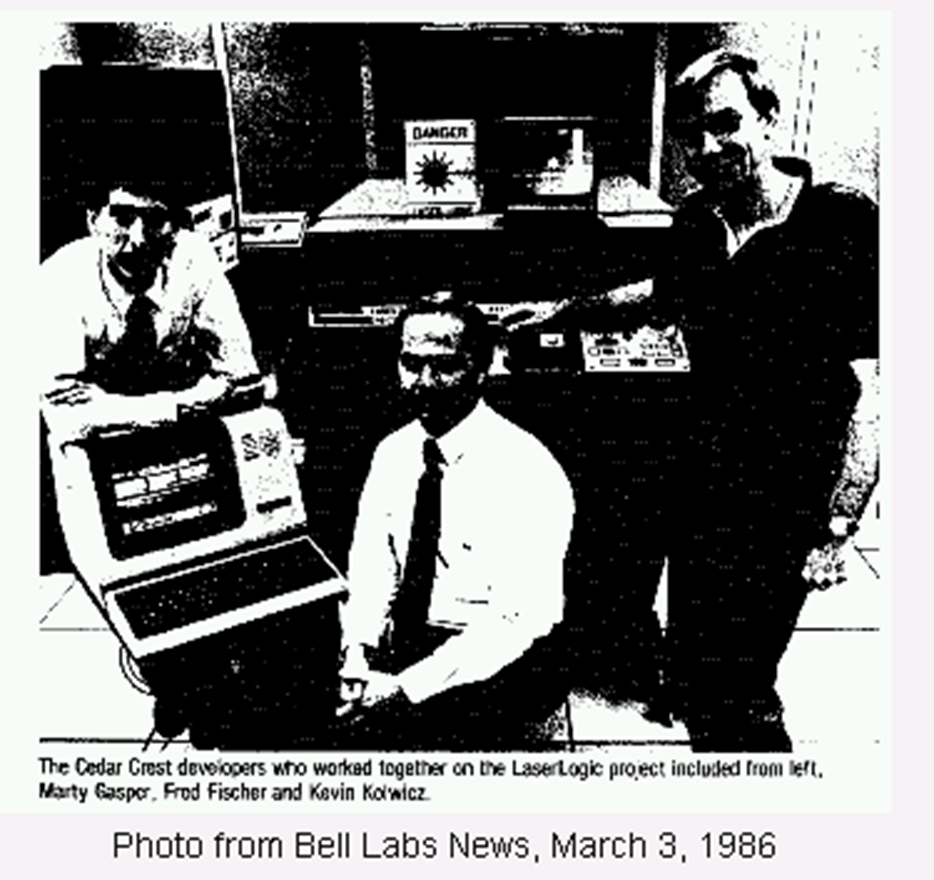 DANGER
The Cedar Crest developers who worked together on the LaserLogic project included from left,
Marty Gasper, Fred Fischer and Kevin Kolwicz.
Photo from Bell Labs News, March 3, 1986